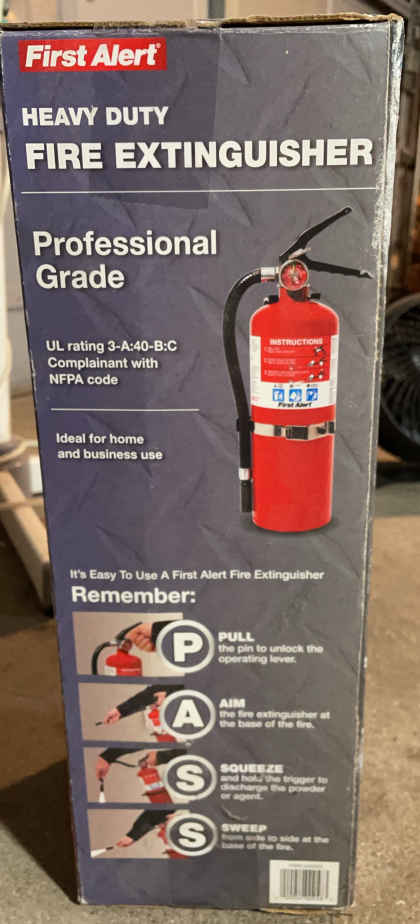 First Alert
HEAVY DUTY
FIRE EXTINGUISHER
Professional
Grade
UL rating 3-A:40-B:C
Complainant with
NFPA code
INSTRUCTIONS
First Alert
Ideal for home
and business use
It's Easy To Use A First Alert Fire Extinguisher
Remember:
P
PULL
the pin to unlock the
operating lever.
A
AIM
the fire extinguisher at
the base of the fire.
S
SQUEEZE
and hold the trigger to
discharge the powder
or agent.
S
SWEEP
from side to side at the
base of the fire.